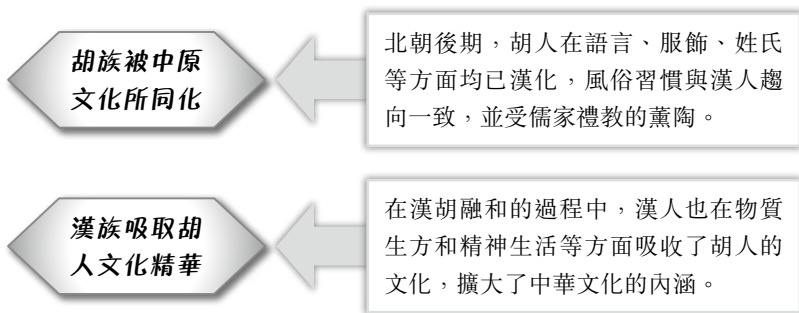 胡族被中原
文化所同化
北朝後期，胡人在語言、服飾、姓氏
等方面均已漢化，風俗習慣與漢人趨
向一致，並受儒家禮教的薰陶。
漢族吸取胡
人文化精華
在漢胡融和的過程中，漢人也在物質
生方和精神生活等方面吸收了胡人的
文化，擴大了中華文化的內涵。